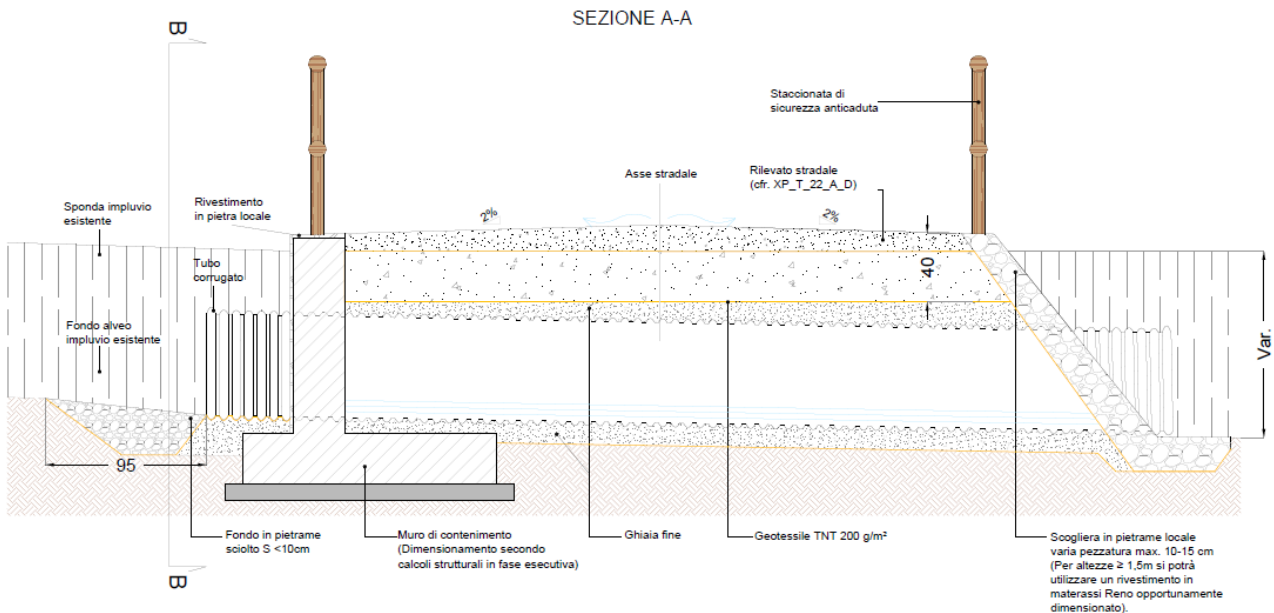 SEZIONE A-A
B
Staccionata di
sicurezza anticaduta
Asse stradale
Rilevato stradale
(cfr. XP_T_22_A_D)
Rivestimento
in pietra locale
Sponda impluvio
esistente
2%
2%
Tubo
corrugato
40
Fondo alveo
impluvio esistente
Var.
95
Fondo in pietrame
sciolto S <10cm
Muro di contenimento
(Dimensionamento secondo
calcoli strutturali in fase esecutiva)
Ghiaia fine
Geotessile TNT 200 g/m²
Scogliera in pietrame locale
varia pezzatura max. 10-15 cm
(Per altezze ≥ 1,5m si potrà
utilizzare un rivestimento in
materassi Reno opportunamente
dimensionato).
B